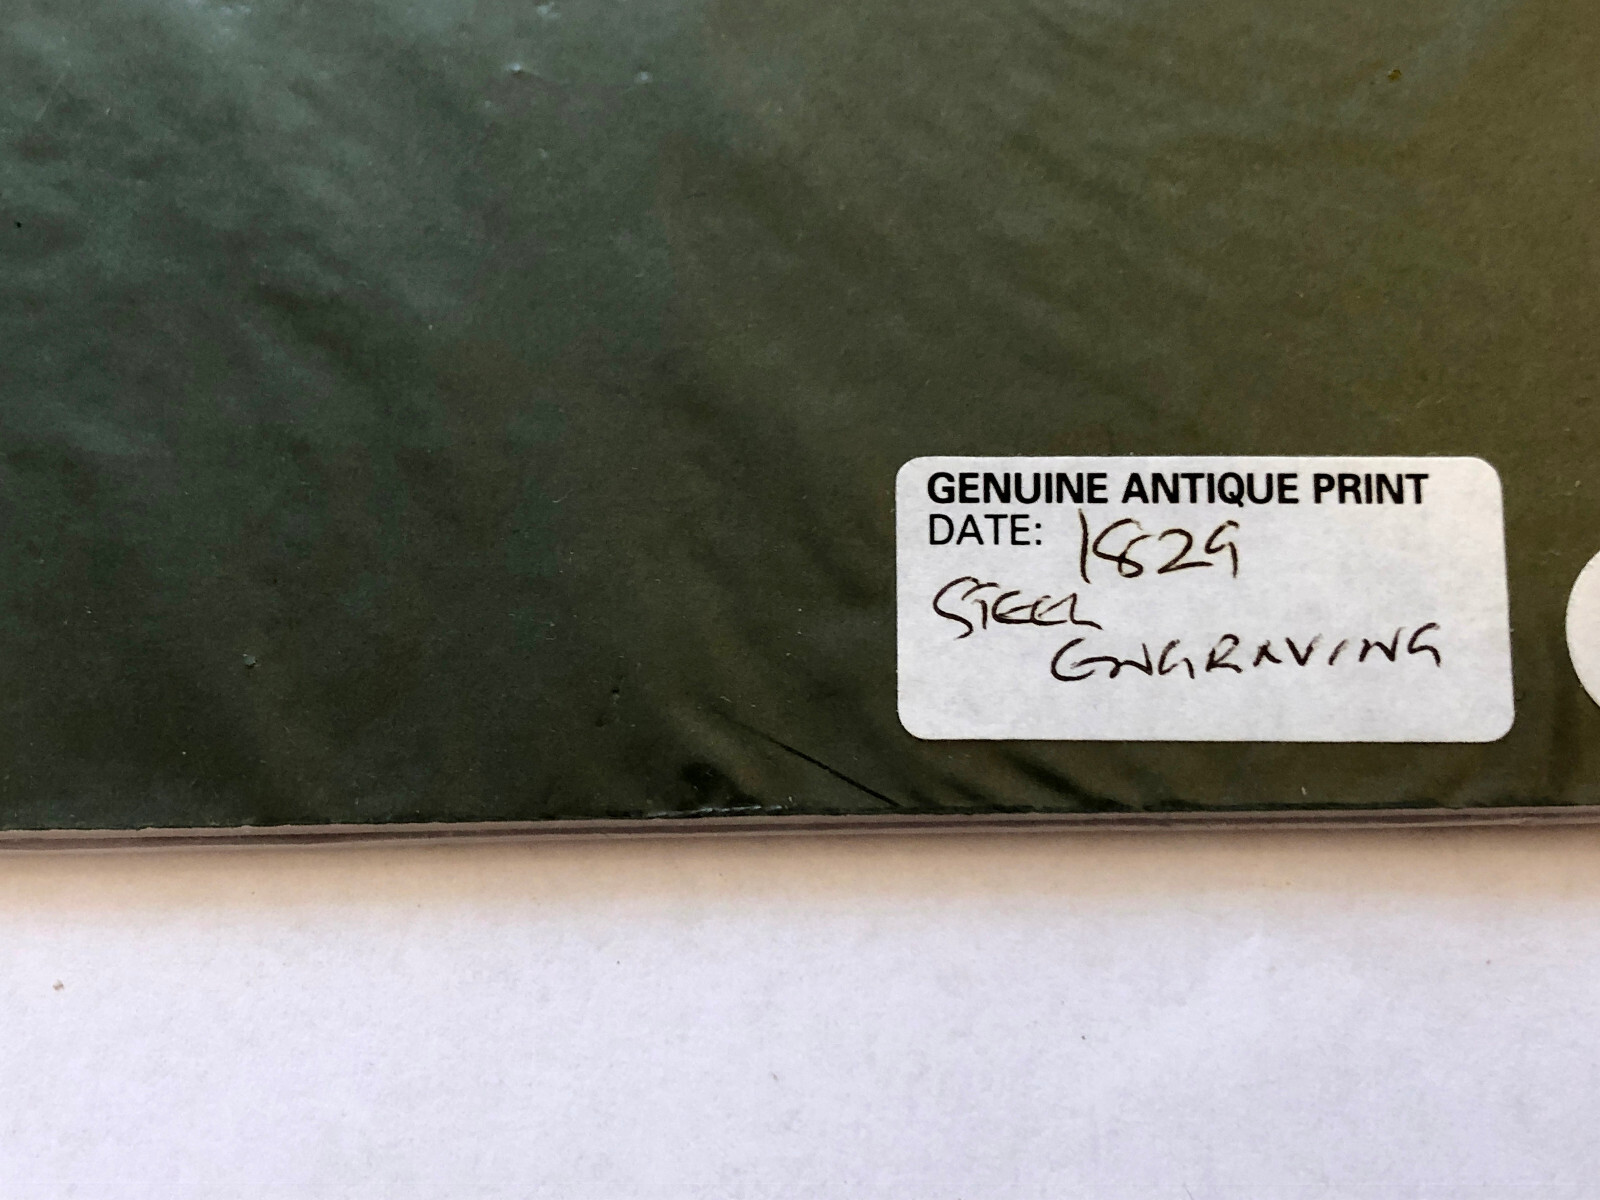 GENUINE ANTIQUE PRINT
DATE: 1829
STEEL
ENGRAVING